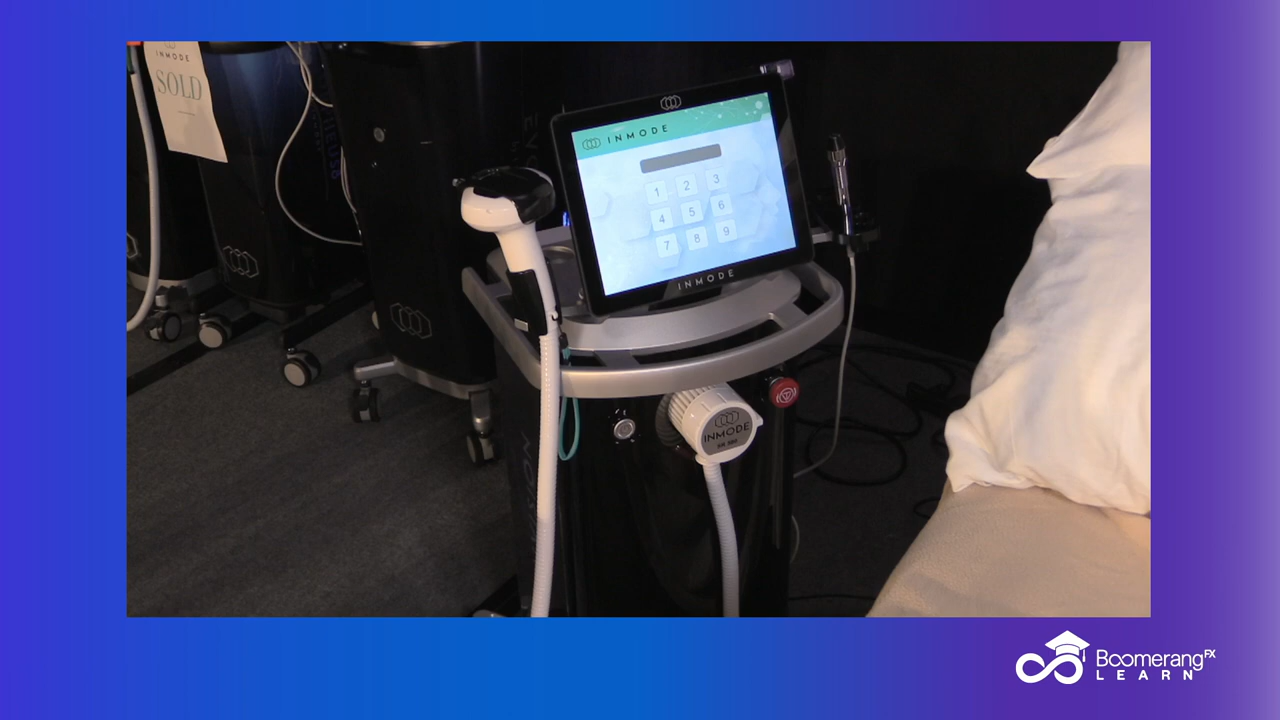 INMODE
SOLD
INMODE
1 2 3
4 5 6
7 8 9
INMODE
INMODE
Boomerang FX
LEARN